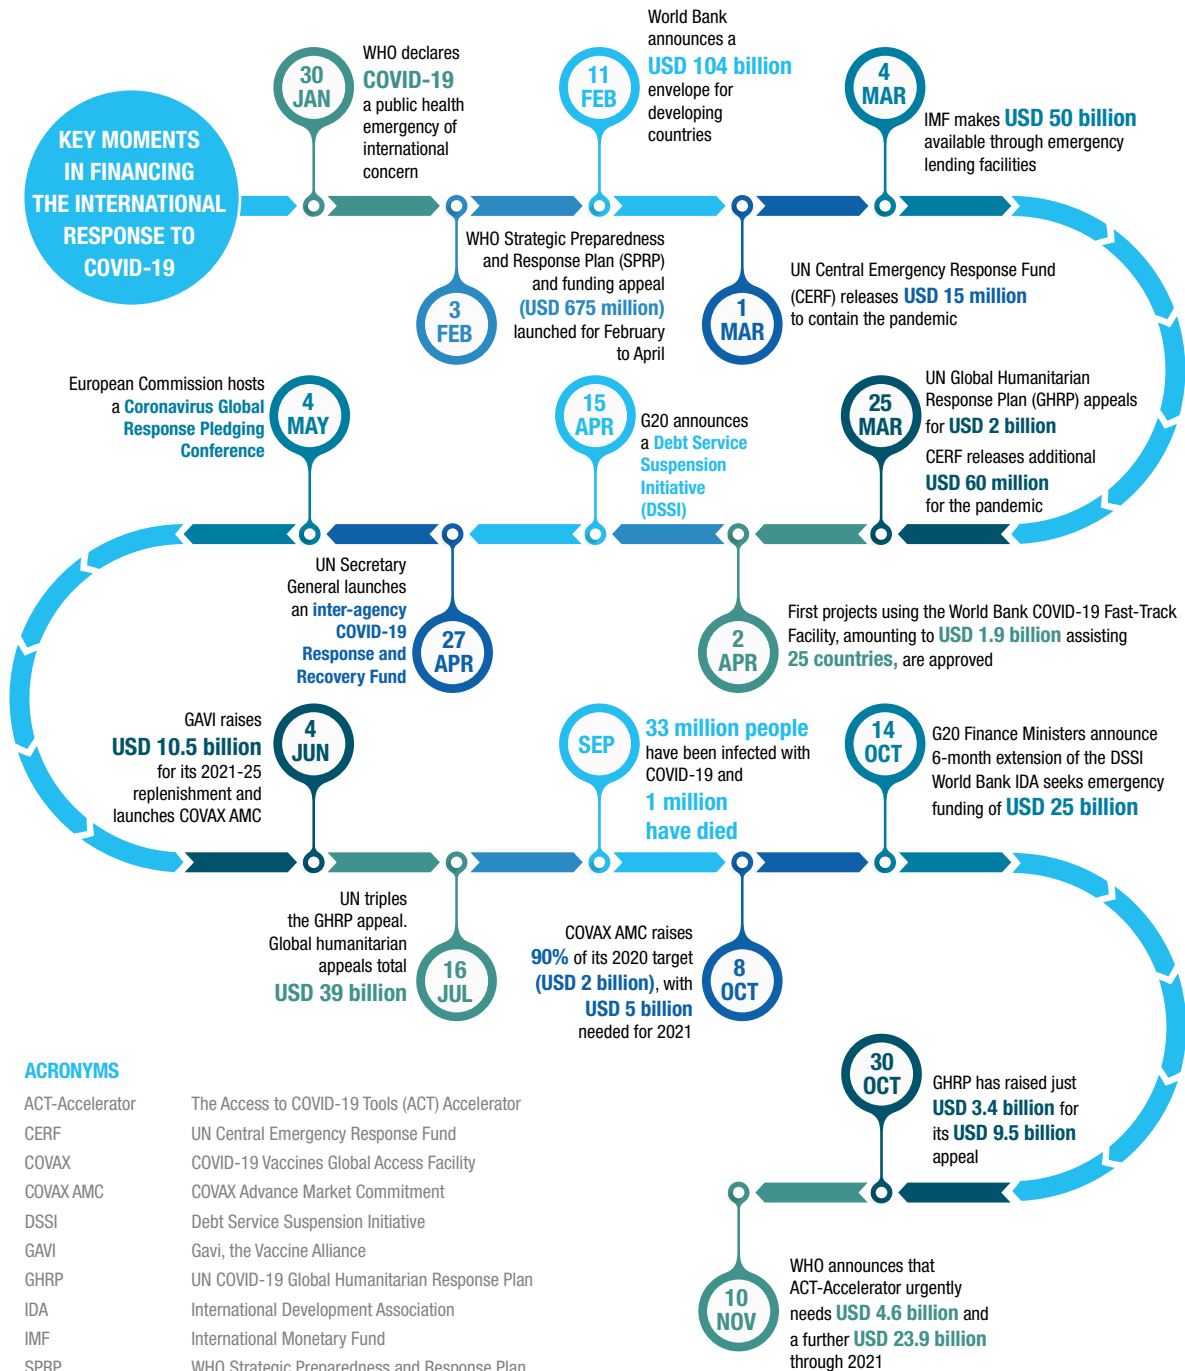 KEY MOMENTS
IN FINANCING
THE INTERNATIONAL
RESPONSE TO
COVID-19
30
JAN
WHO declares
COVID-19
a public health
emergency of
international
concern
3
FEB
WHO Strategic Preparedness
and Response Plan (SPRP)
and funding appeal
(USD 675 million)
launched for February
to April
11
FEB
World Bank
announces a
USD 104 billion
envelope for
developing
countries
1
MAR
UN Central Emergency Response Fund
(CERF) releases USD 15 million
to contain the pandemic
4
MAR
IMF makes USD 50 billion
available through emergency
lending facilities
25
MAR
UN Global Humanitarian
Response Plan (GHRP) appeals
for USD 2 billion
CERF releases additional
USD 60 million
for the pandemic
2
APR
First projects using the World Bank COVID-19 Fast-Track
Facility, amounting to USD 1.9 billion assisting
25 countries, are approved
15
APR
G20 announces
a Debt Service
Suspension
Initiative
(DSSI)
27
APR
UN Secretary
General launches
an inter-agency
COVID-19
Response and
Recovery Fund
4
MAY
European Commission hosts
a Coronavirus Global
Response Pledging
Conference
4
JUN
GAVI raises
USD 10.5 billion
for its 2021-25
replenishment and
launches COVAX AMC
16
JUL
UN triples
the GHRP appeal.
Global humanitarian
appeals total
USD 39 billion
SEP
33 million people
have been infected with
COVID-19 and
1 million
have died
8
OCT
COVAX AMC raises
90% of its 2020 target
(USD 2 billion), with
USD 5 billion
needed for 2021
14
OCT
G20 Finance Ministers announce
6-month extension of the DSSI
World Bank IDA seeks emergency
funding of USD 25 billion
30
OCT
GHRP has raised just
USD 3.4 billion for
its USD 9.5 billion
appeal
10
NOV
WHO announces that
ACT-Accelerator urgently
needs USD 4.6 billion and
a further USD 23.9 billion
through 2021
ACRONYMS
ACT-Accelerator The Access to COVID-19 Tools (ACT) Accelerator
CERF UN Central Emergency Response Fund
COVAX COVID-19 Vaccines Global Access Facility
COVAX AMC COVAX Advance Market Commitment
DSSI Debt Service Suspension Initiative
GAVI Gavi, the Vaccine Alliance
GHRP UN COVID-19 Global Humanitarian Response Plan
IDA International Development Association
IMF International Monetary Fund
SPRP WHO Strategic Preparedness and Response Plan